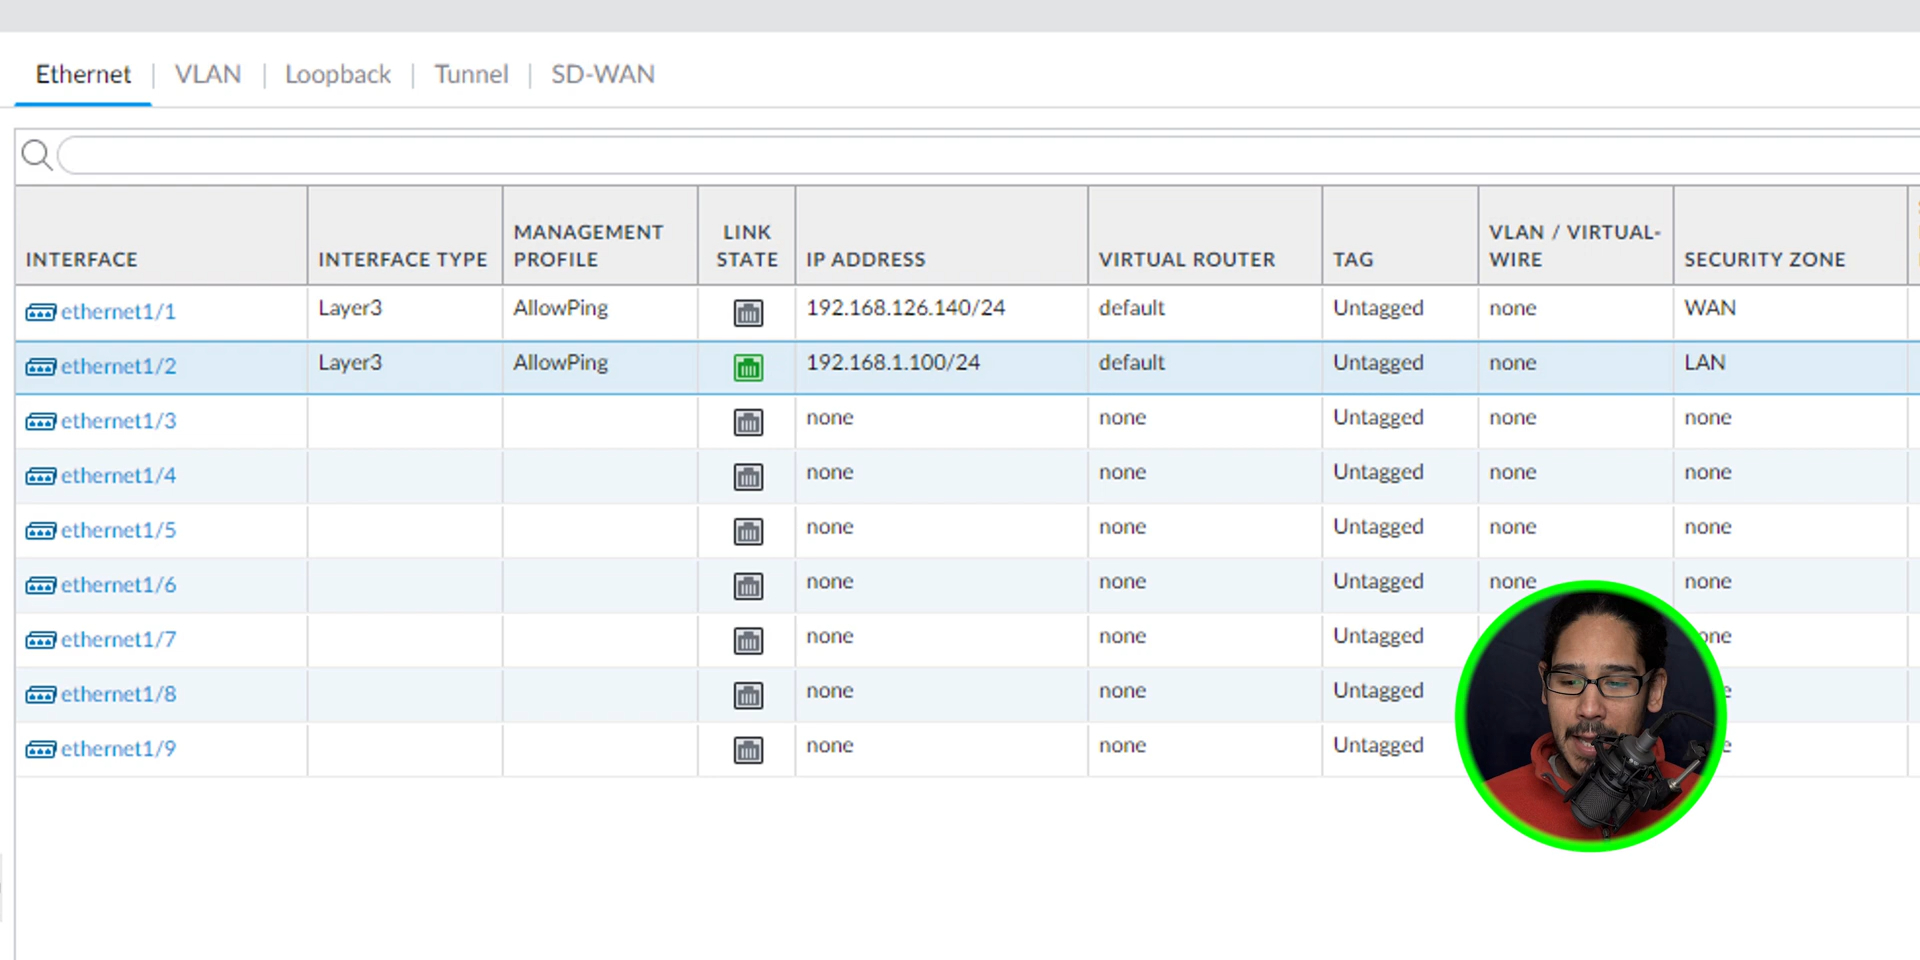 Ethernet | VLAN | Loopback | Tunnel | SD-WAN
INTERFACE INTERFACE TYPE MANAGEMENT PROFILE LINK STATE IP ADDRESS VIRTUAL ROUTER TAG VLAN / VIRTUAL-WIRE SECURITY ZONE
ethernet1/1 Layer3 AllowPing 192.168.126.140/24 default Untagged none WAN
ethernet1/2 Layer3 AllowPing 192.168.1.100/24 default Untagged none LAN
ethernet1/3 none none Untagged none none
ethernet1/4 none none Untagged none none
ethernet1/5 none none Untagged none none
ethernet1/6 none none Untagged none none
ethernet1/7 none none Untagged
ethernet1/8 none none Untagged
ethernet1/9 none none Untagged